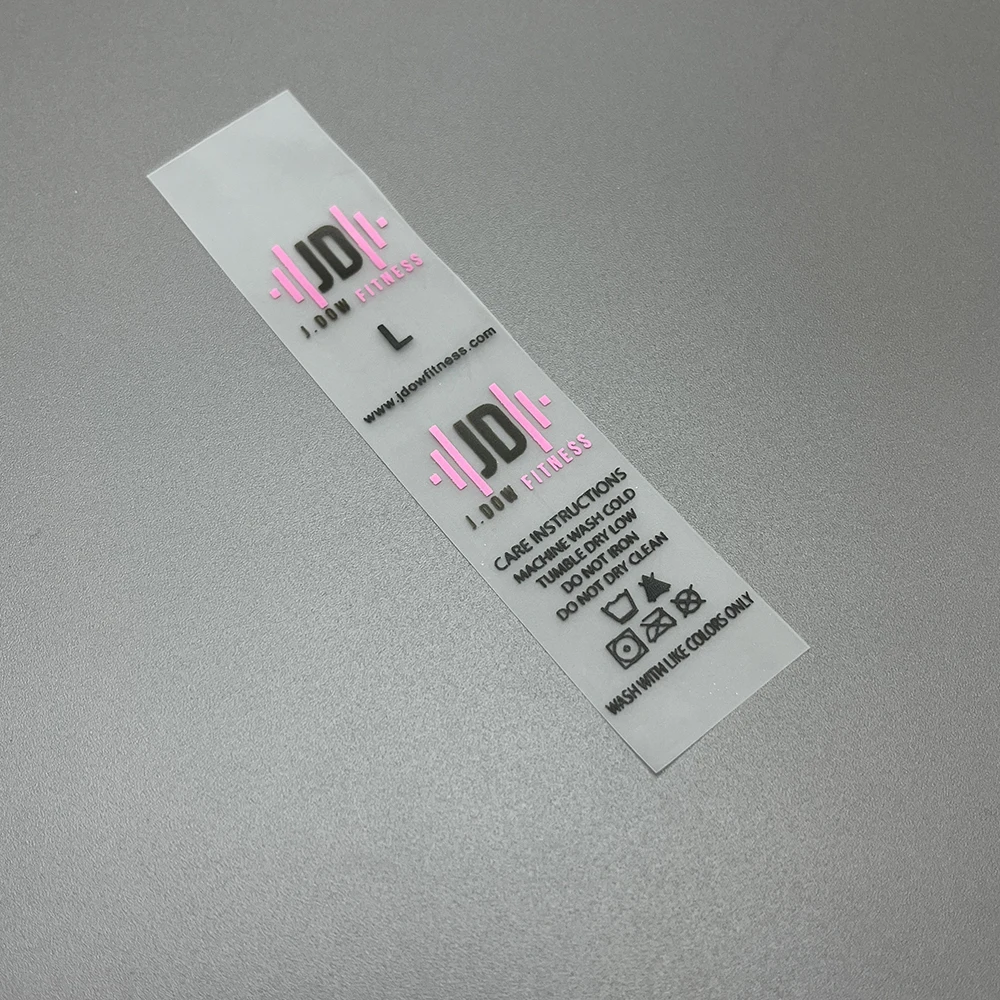 JD
J.DOW FITNESS
L
www.jdowfitness.com
JD
J.DOW FITNESS
CARE INSTRUCTIONS
MACHINE WASH COLD
TUMBLE DRY LOW
DO NOT IRON
DO NOT DRY CLEAN
WASH WITH LIKE COLORS ONLY